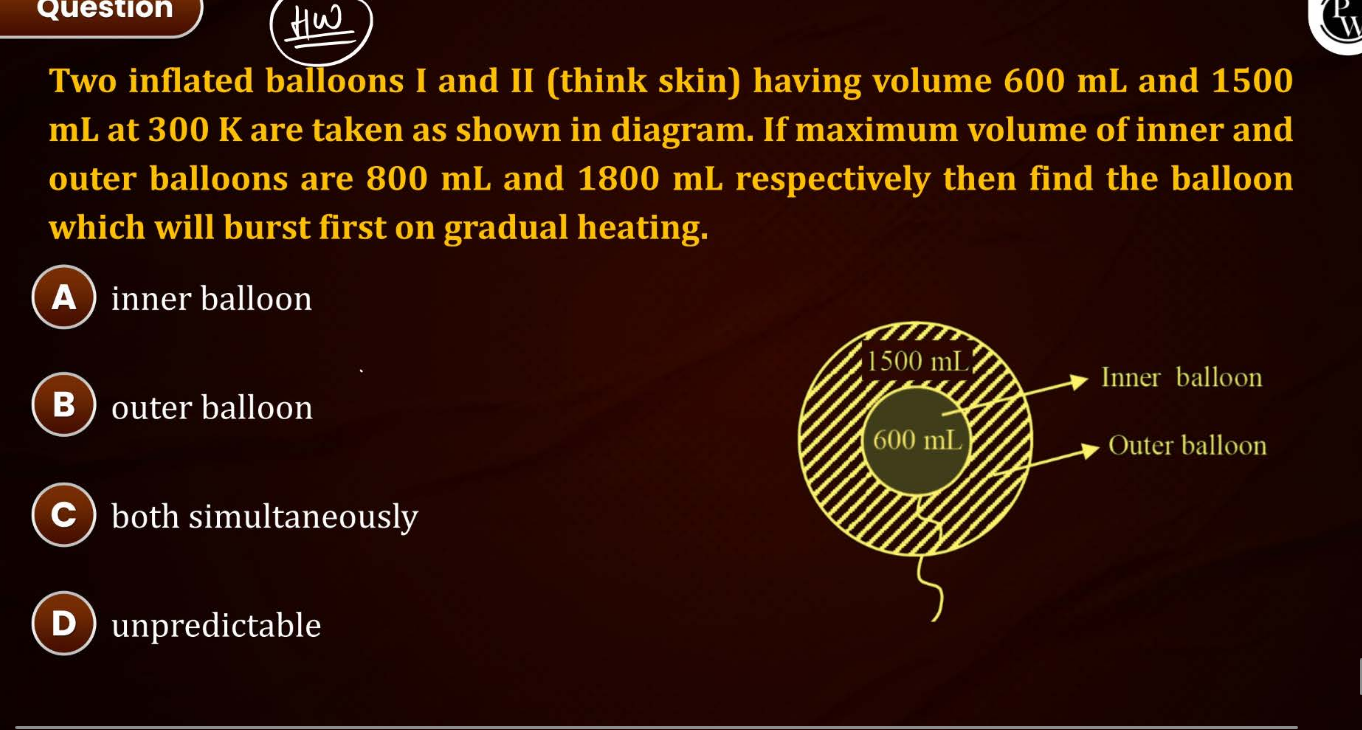 Question
HW
PW
Two inflated balloons I and II (think skin) having volume 600 mL and 1500
mL at 300 K are taken as shown in diagram. If maximum volume of inner and
outer balloons are 800 mL and 1800 mL respectively then find the balloon
which will burst first on gradual heating.
A inner balloon
B outer balloon
C both simultaneously
D unpredictable
1500 mL
Inner balloon
600 mL
Outer balloon